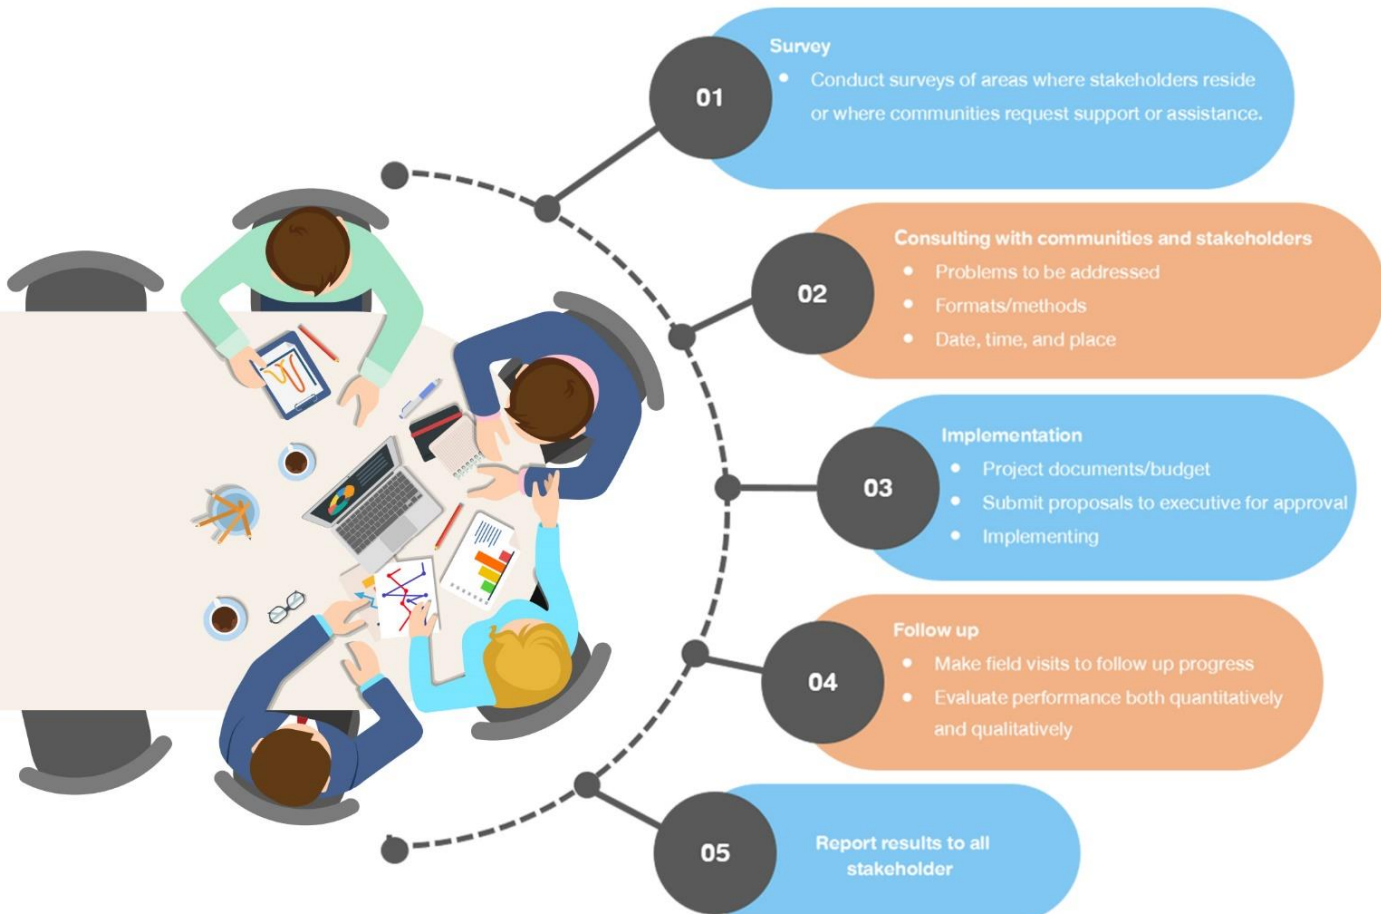 01
Survey
• Conduct surveys of areas where stakeholders reside
or where communities request support or assistance.
02
Consulting with communities and stakeholders
• Problems to be addressed
• Formats/methods
• Date, time, and place
03
Implementation
• Project documents/budget
• Submit proposals to executive for approval
• Implementing
04
Follow up
• Make field visits to follow up progress
• Evaluate performance both quantitatively
and qualitatively
05
Report results to all
stakeholder